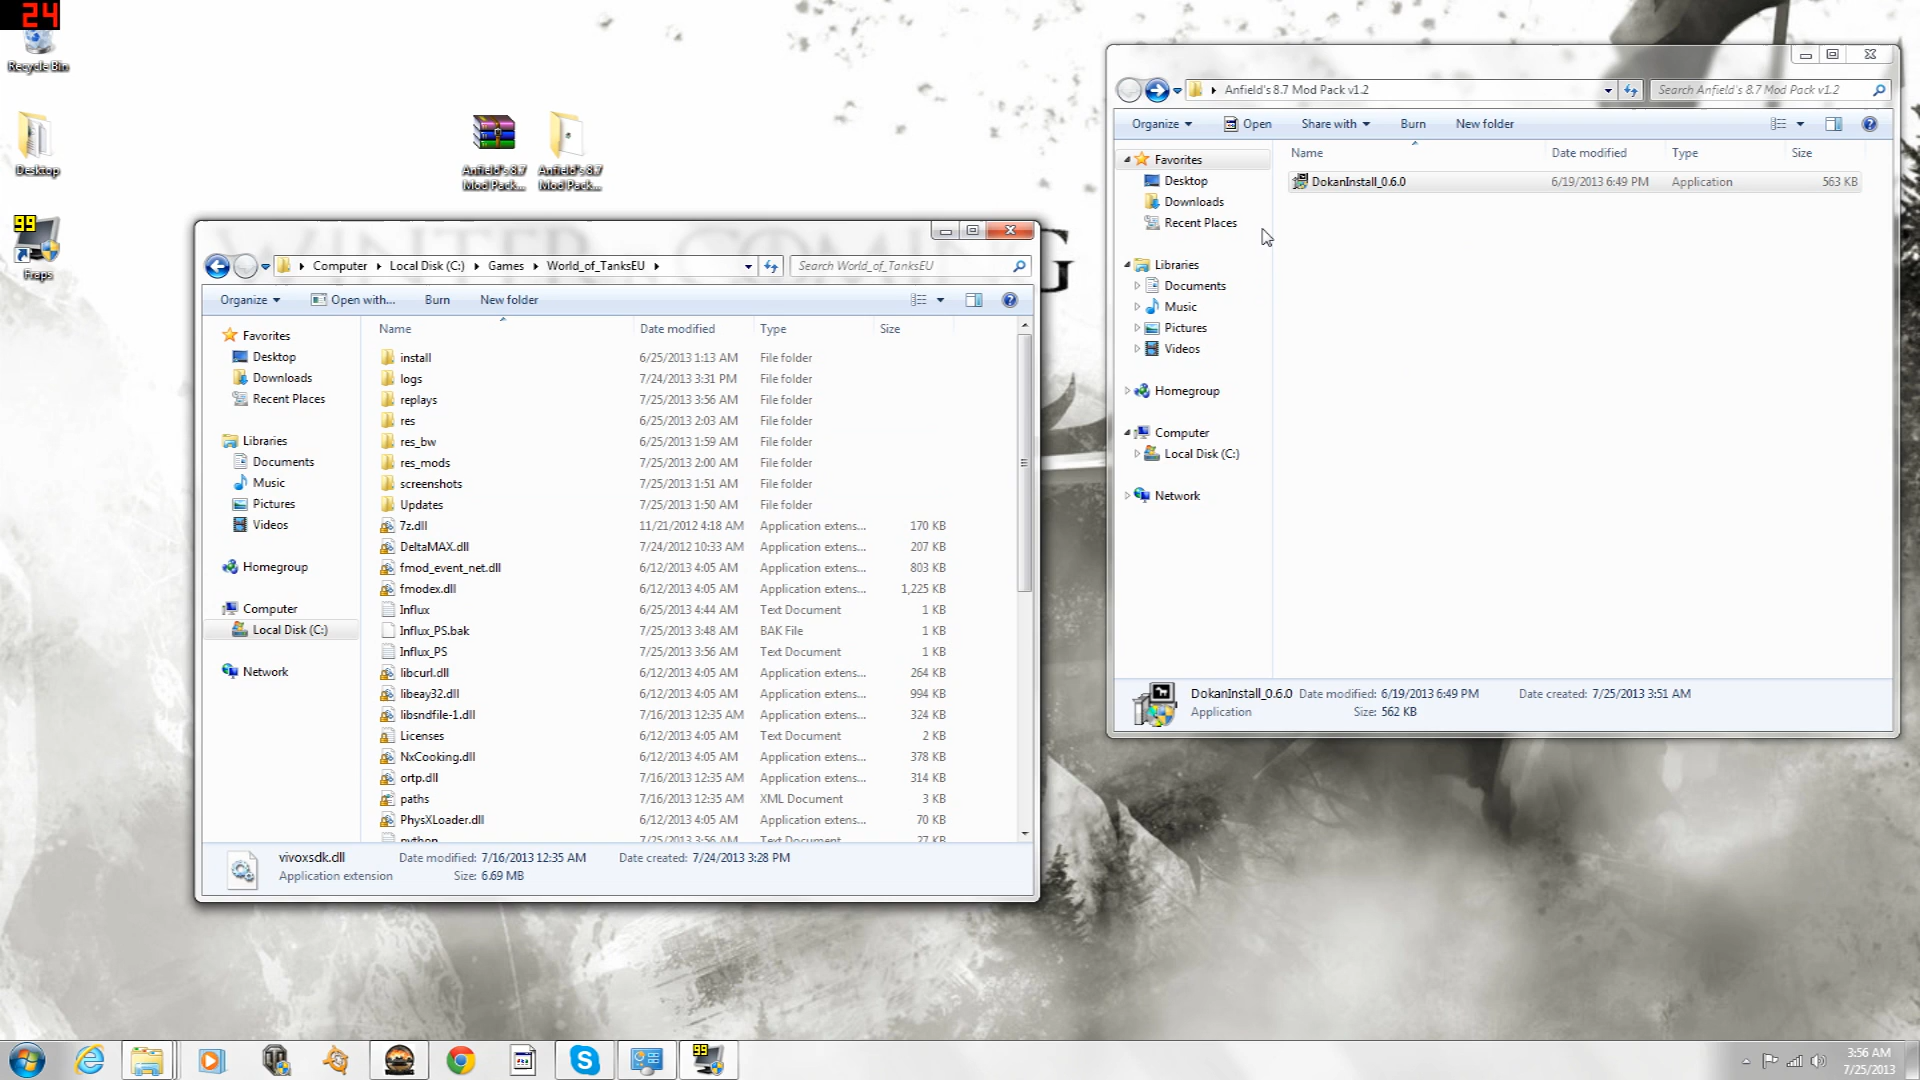 24
Recycle Bin
Desktop
99
Fraps
Anfield's 8.7
Mod Pack...
Anfield's 8.7
Mod Pack...
WINTER COMING
Computer Local Disk (C:) Games World_of_TanksEU
Search World_of_TanksEU
Organize Open with... Burn New folder
Favorites
Desktop
Downloads
Recent Places
Libraries
Documents
Music
Pictures
Videos
Homegroup
Computer
Local Disk (C:)
Network
Name Date modified Type Size
install 6/25/2013 1:13 AM File folder
logs 7/24/2013 3:31 PM File folder
replays 7/25/2013 3:56 AM File folder
res 6/25/2013 2:03 AM File folder
res_bw 6/25/2013 1:59 AM File folder
res_mods 7/25/2013 2:00 AM File folder
screenshots 7/25/2013 1:51 AM File folder
Updates 7/25/2013 1:50 AM File folder
7z.dll 11/21/2012 4:18 AM Application extens... 170 KB
DeltaMAX.dll 7/24/2012 10:33 AM Application extens... 207 KB
fmod_event_net.dll 6/12/2013 4:05 AM Application extens... 803 KB
fmodex.dll 6/12/2013 4:05 AM Application extens... 1,225 KB
Influx 6/25/2013 4:44 AM Text Document 1 KB
Influx_PS.bak 7/25/2013 3:48 AM BAK File 1 KB
Influx_PS 7/25/2013 3:56 AM Text Document 1 KB
libcurl.dll 6/12/2013 4:05 AM Application extens... 264 KB
libeay32.dll 6/12/2013 4:05 AM Application extens... 994 KB
libsndfile-1.dll 7/16/2013 12:35 AM Application extens... 324 KB
Licenses 6/12/2013 4:05 AM Text Document 2 KB
NxCooking.dll 6/12/2013 4:05 AM Application extens... 378 KB
ortp.dll 7/16/2013 12:35 AM Application extens... 314 KB
paths 7/16/2013 12:35 AM XML Document 3 KB
PhysXLoader.dll 6/12/2013 4:05 AM Application extens... 70 KB
python 7/25/2013 3:56 AM Text Document 27 KB
vivoxsdk.dll Date modified: 7/16/2013 12:35 AM Date created: 7/24/2013 3:28 PM
Application extension Size: 6.69 MB
Anfield's 8.7 Mod Pack v1.2
Search Anfield's 8.7 Mod Pack v1.2
Organize Open Share with Burn New folder
Favorites
Desktop
Downloads
Recent Places
Libraries
Documents
Music
Pictures
Videos
Homegroup
Computer
Local Disk (C:)
Network
Name Date modified Type Size
DokanInstall_0.6.0 6/19/2013 6:49 PM Application 563 KB
DokanInstall_0.6.0 Date modified: 6/19/2013 6:49 PM Date created: 7/25/2013 3:51 AM
Application Size: 562 KB
99
3:56 AM
7/25/2013